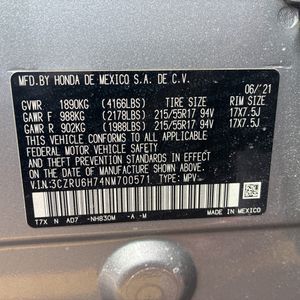 MFD.BY HONDA DE MEXICO S.A. DE C.V. 06/'21
GVWR 1890KG (4166LBS) TIRE SIZE RIM SIZE
GAWR F 988KG (2178LBS) 215/55R17 94V 17X7.5J
GAWR R 902KG (1988LBS) 215/55R17 94V 17X7.5J
THIS VEHICLE CONFORMS TO ALL APPLICABLE
FEDERAL MOTOR VEHICLE SAFETY, BUMPER, AND
THEFT PREVENTION STANDARDS IN EFFECT ON THE
DATE OF MANUFACTURE SHOWN ABOVE.
V.I.N.:3CZRU6H74NM700571 TYPE: MPV
T7X N AD7 -NH830M -A -M MADE IN MEXICO